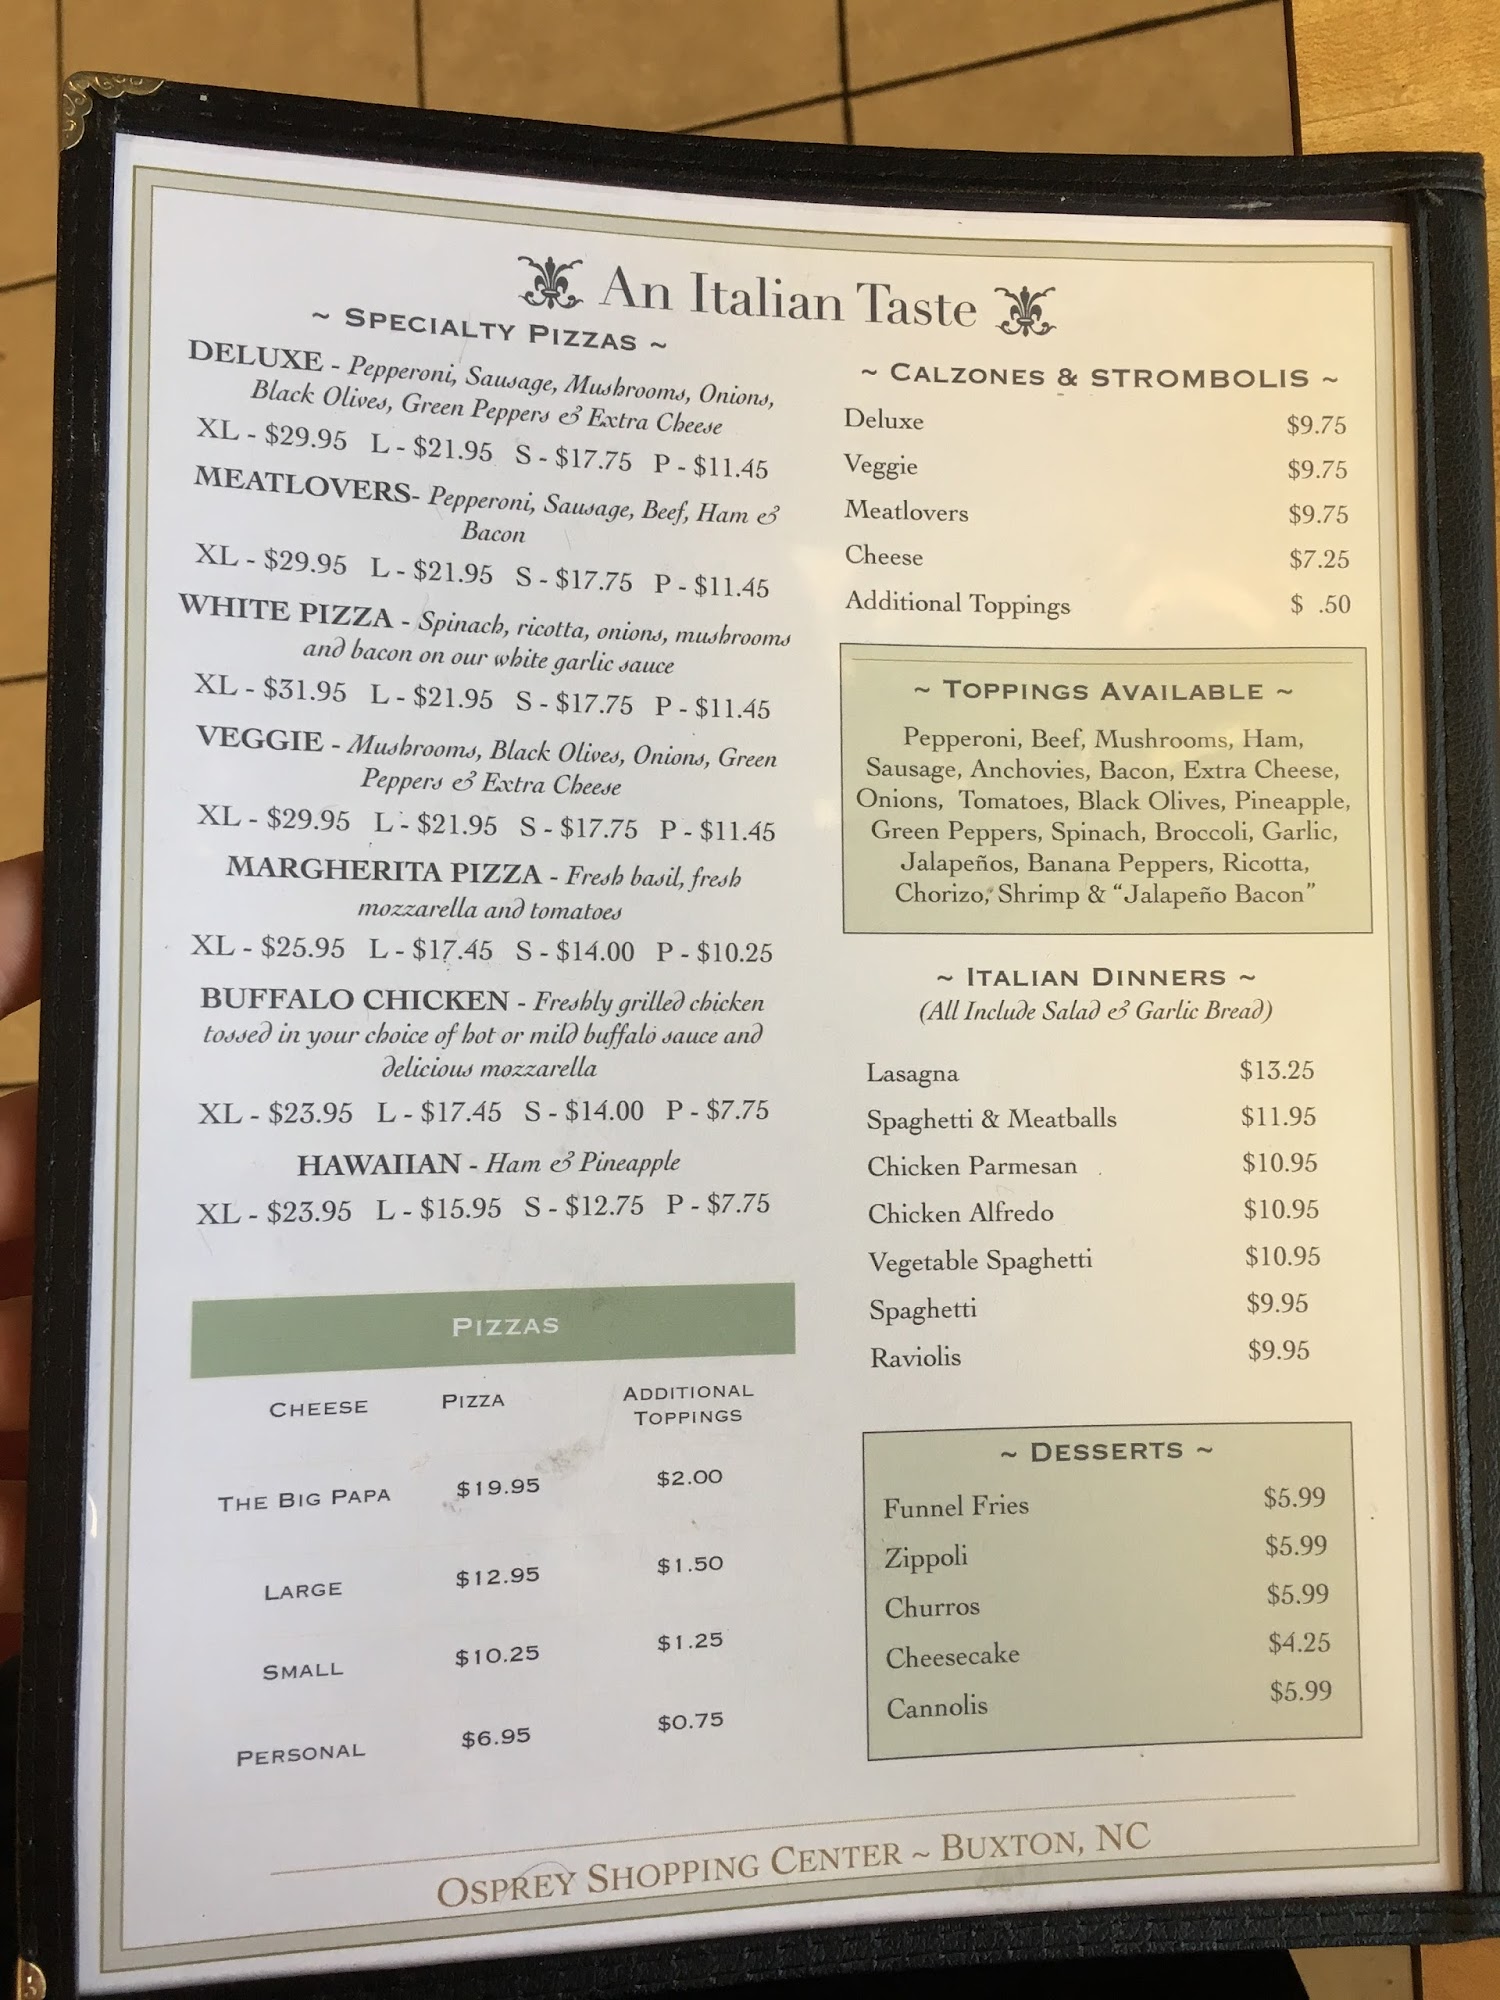 An Italian Taste
~ SPECIALTY PIZZAS ~
DELUXE - Pepperoni, Sausage, Mushrooms, Onions,
Black Olives, Green Peppers & Extra Cheese
XL - $29.95 L - $21.95 S - $17.75 P - $11.45
MEATLOVERS- Pepperoni, Sausage, Beef, Ham &
Bacon
XL - $29.95 L - $21.95 S - $17.75 P - $11.45
WHITE PIZZA - Spinach, ricotta, onions, mushrooms
and bacon on our white garlic sauce
XL - $31.95 L - $21.95 S - $17.75 P - $11.45
VEGGIE - Mushrooms, Black Olives, Onions, Green
Peppers & Extra Cheese
XL - $29.95 L - $21.95 S - $17.75 P - $11.45
MARGHERITA PIZZA - Fresh basil, fresh
mozzarella and tomatoes
XL - $25.95 L - $17.45 S - $14.00 P - $10.25
BUFFALO CHICKEN - Freshly grilled chicken
tossed in your choice of hot or mild buffalo sauce and
delicious mozzarella
XL - $23.95 L - $17.45 S - $14.00 P - $7.75
HAWAIIAN - Ham & Pineapple
XL - $23.95 L - $15.95 S - $12.75 P - $7.75
PIZZAS
CHEESE PIZZA ADDITIONAL
TOPPINGS
THE BIG PAPA $19.95 $2.00
LARGE $12.95 $1.50
SMALL $10.25 $1.25
PERSONAL $6.95 $0.75
~ CALZONES & STROMBOLIS ~
Deluxe $9.75
Veggie $9.75
Meatlovers $9.75
Cheese $7.25
Additional Toppings $ .50
~ TOPPINGS AVAILABLE ~
Pepperoni, Beef, Mushrooms, Ham,
Sausage, Anchovies, Bacon, Extra Cheese,
Onions, Tomatoes, Black Olives, Pineapple,
Green Peppers, Spinach, Broccoli, Garlic,
Jalapeños, Banana Peppers, Ricotta,
Chorizo, Shrimp & "Jalapeño Bacon"
~ ITALIAN DINNERS ~
(All Include Salad & Garlic Bread)
Lasagna $13.25
Spaghetti & Meatballs $11.95
Chicken Parmesan $10.95
Chicken Alfredo $10.95
Vegetable Spaghetti $10.95
Spaghetti $9.95
Raviolis $9.95
~ DESSERTS ~
Funnel Fries $5.99
Zippoli $5.99
Churros $5.99
Cheesecake $4.25
Cannolis $5.99
OSPREY SHOPPING CENTER ~ BUXTON, NC